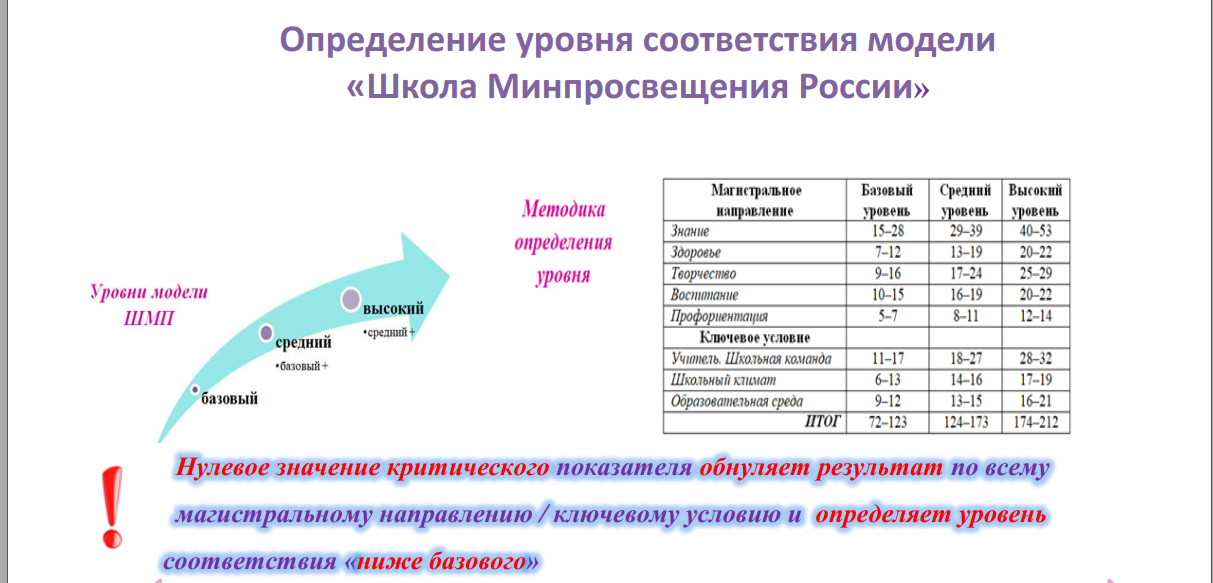 Определение уровня соответствия модели
«Школа Минпросвещения России»
Уровни модели
ШМП
базовый
средний
•базовый+
высокий
•средний+
Методика
определения
уровня
Магистральное направление Базовый уровень Средний уровень Высокий уровень
Знание 15–28 29–39 40–53
Здоровье 7–12 13–19 20–22
Творчество 9–16 17–24 25–29
Воспитание 10–15 16–19 20–22
Профориентация 5–7 8–11 12–14
Ключевое условие
Учитель. Школьная команда 11–17 18–27 28–32
Школьный климат 6–13 14–16 17–19
Образовательная среда 9–12 13–15 16–21
ИТОГ 72–123 124–173 174–212
Нулевое значение критического показателя обнуляет результат по всему
магистральному направлению / ключевому условию и определяет уровень
соответствия «ниже базового»